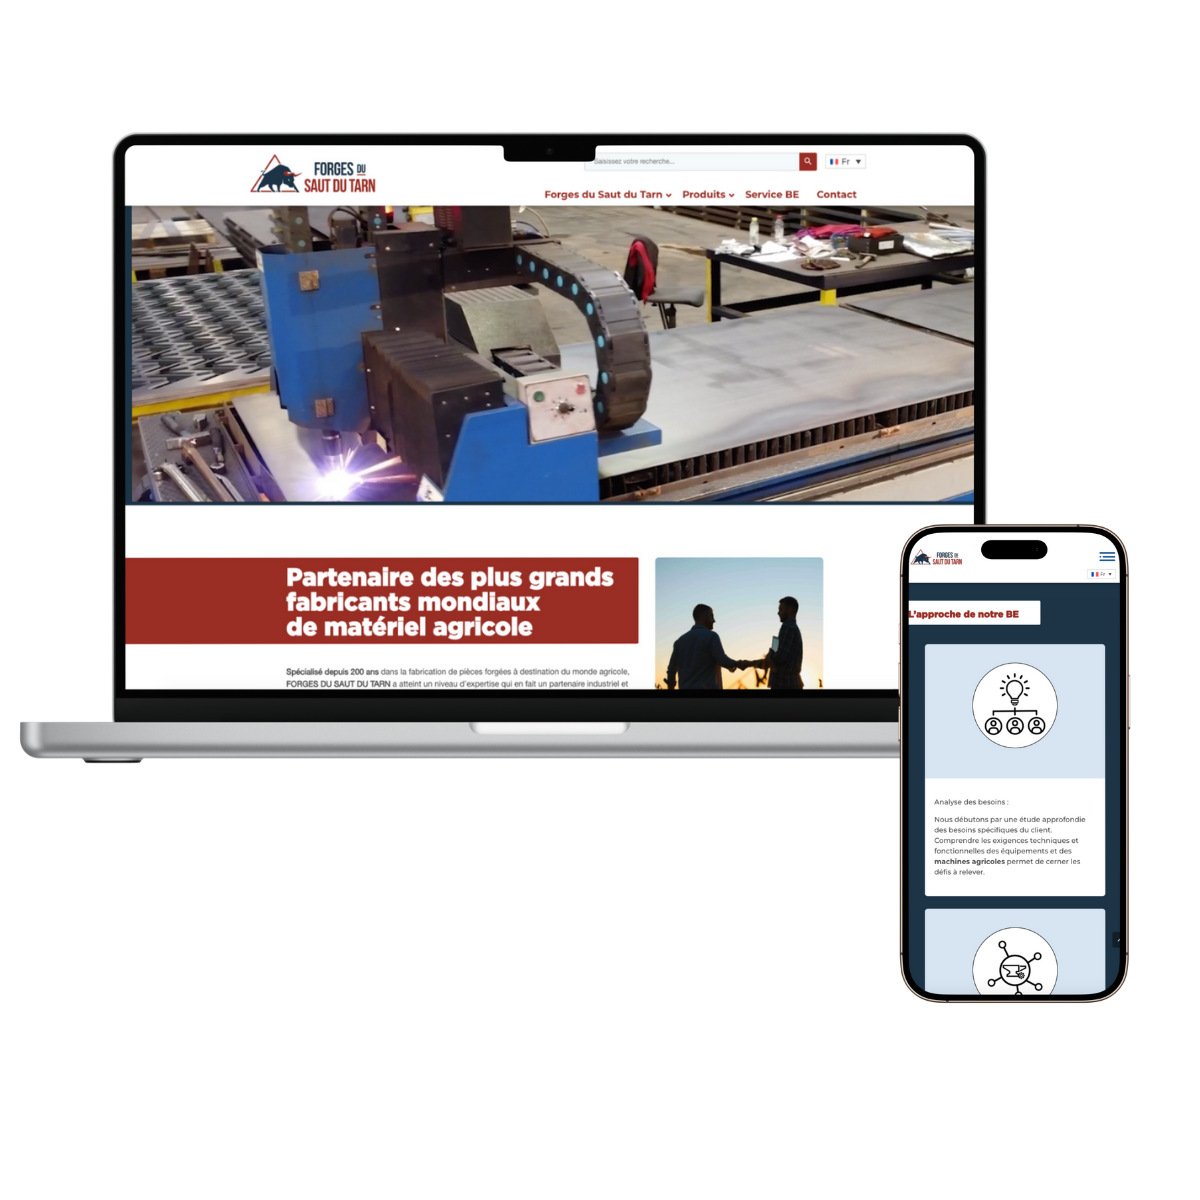 FORGES DU
SAUT DU TARN
Saisissez votre recherche...
Fr
Forges du Saut du Tarn
Produits
Service BE
Contact
Partenaire des plus grands
fabricants mondiaux
de matériel agricole
Spécialisé depuis 200 ans dans la fabrication de pièces forgées à destination du monde agricole,
FORGES DU SAUT DU TARN a atteint un niveau d'expertise qui en fait un partenaire industriel et
FORGES DU
SAUT DU TARN
Fr
L'approche de notre BE
Analyse des besoins :
Nous débutons par une étude approfondie
des besoins spécifiques du client.
Comprendre les exigences techniques et
fonctionnelles des équipements et des
machines agricoles permet de cerner les
défis à relever.